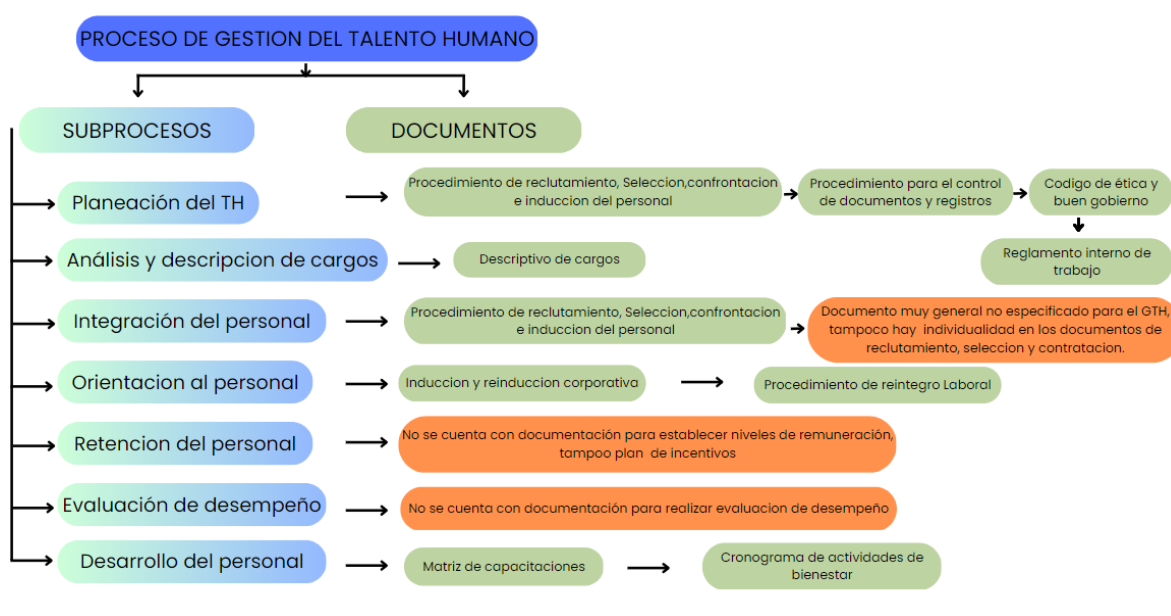 PROCESO DE GESTION DEL TALENTO HUMANO
SUBPROCESOS
DOCUMENTOS
Planeación del TH
Procedimiento de reclutamiento, Seleccion,confrontacion
e induccion del personal
Procedimiento para el control
de documentos y registros
Codigo de ética y
buen gobierno
Reglamento interno de
trabajo
Análisis y descripcion de cargos
Descriptivo de cargos
Integración del personal
Procedimiento de reclutamiento, Seleccion,confrontacion
e induccion del personal
Documento muy general no especificado para el GTH,
tampoco hay individualidad en los documentos de
reclutamiento, seleccion y contratacion.
Orientacion al personal
Induccion y reinduccion corporativa
Procedimiento de reintegro Laboral
Retencion del personal
No se cuenta con documentación para establecer niveles de remuneración,
tampoo plan de incentivos
Evaluación de desempeño
No se cuenta con documentación para realizar evaluacion de desempeño
Desarrollo del personal
Matriz de capacitaciones
Cronograma de actividades de
bienestar